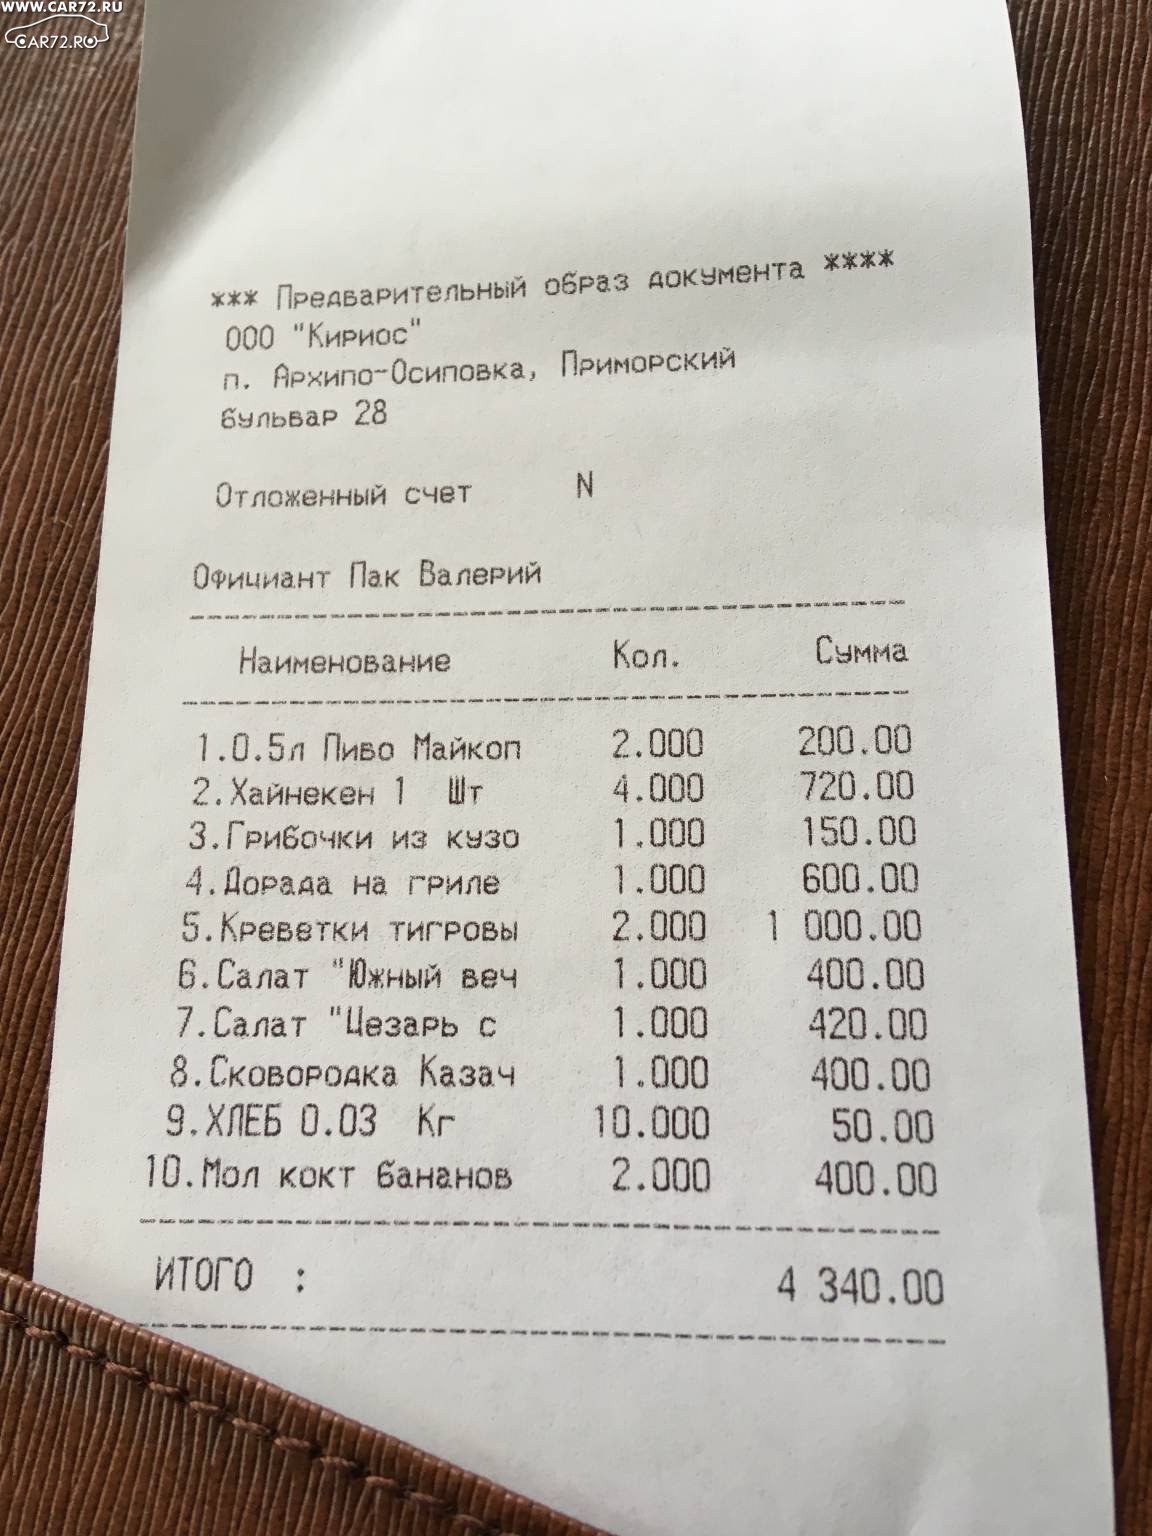 WWW.CAR72.RU
CAR72.RU
*** Предварительный образ документа ****
ООО "Кириос"
п. Архипо-Осиповка, Приморский
бульвар 28
Отложенный счет N
Официант Пак Валерий
Наименование Кол. Сумма
1.0.5л Пиво Майкоп 2.000 200.00
2.Хайнекен 1 Шт 4.000 720.00
3.Грибочки из кузо 1.000 150.00
4.Дорада на гриле 1.000 600.00
5.Креветки тигровы 2.000 1 000.00
6.Салат "Южный веч 1.000 400.00
7.Салат "Цезарь с 1.000 420.00
8.Сковородка Казач 1.000 400.00
9.ХЛЕБ 0.03 Кг 10.000 50.00
10.Мол кокт бананов 2.000 400.00
ИТОГО : 4 340.00